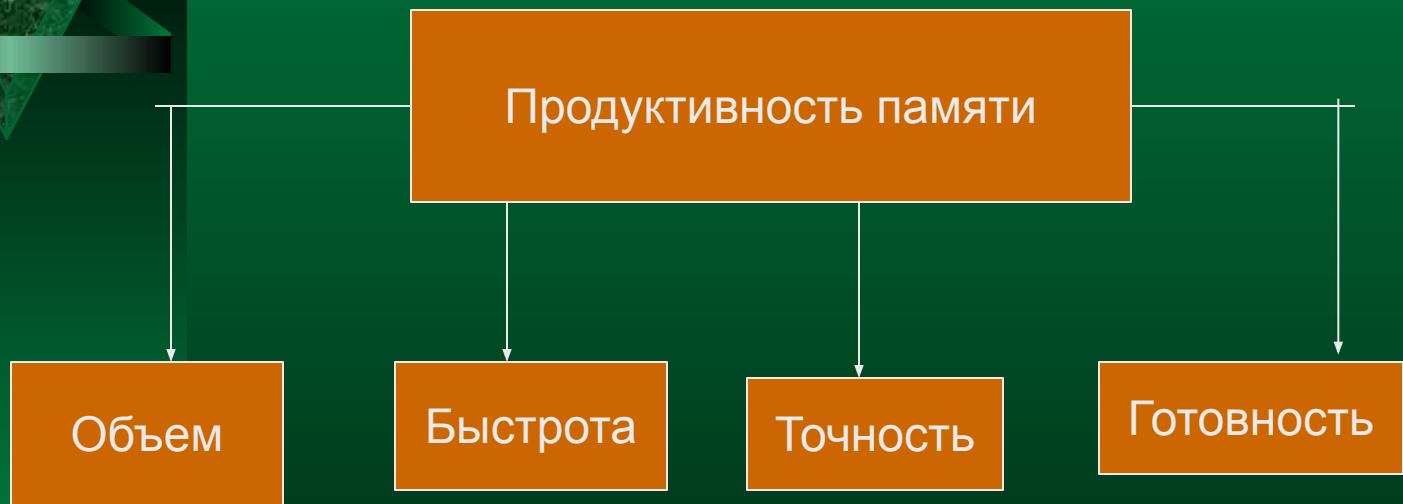 Продуктивность памяти
Объем
Быстрота
Точность
Готовность